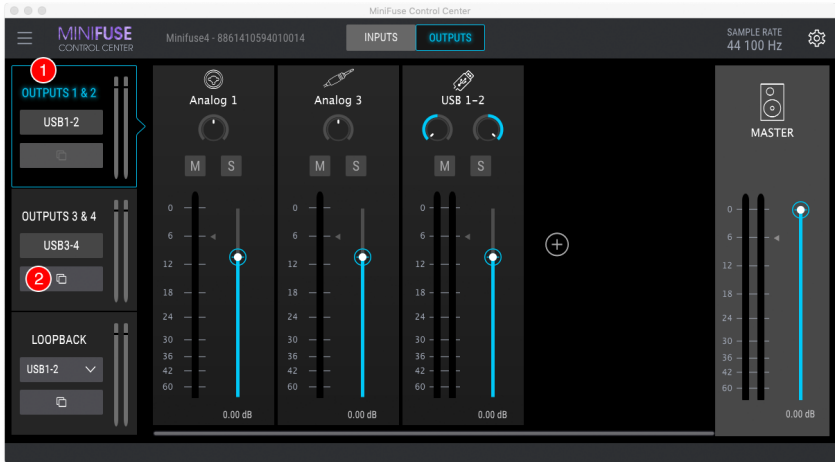 MiniFuse Control Center
MINIFUSE
CONTROL CENTER
Minifuse4 - 8861410594010014
INPUTS
OUTPUTS
SAMPLE RATE
44 100 Hz
1
OUTPUTS 1 & 2
USB1-2
OUTPUTS 3 & 4
USB3-4
2
LOOPBACK
USB1-2
Analog 1
M S
0
6
12
18
24
30
36
42
60
0.00 dB
Analog 3
M S
0
6
12
18
24
30
36
42
60
0.00 dB
USB 1-2
M S
0
6
12
18
24
30
36
42
60
0.00 dB
MASTER
0
6
12
18
24
30
36
42
60
0.00 dB